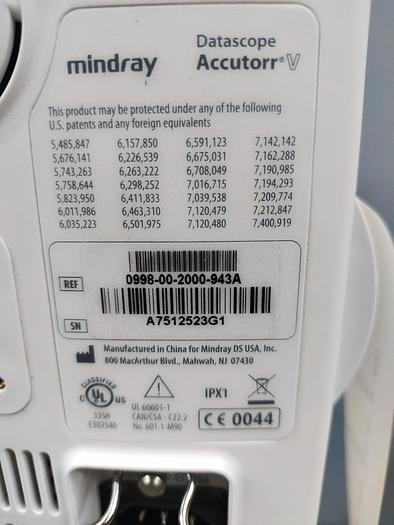 mindray
Datascope
Accutorr® V
This product may be protected under any of the following
U.S. patents and any foreign equivalents
5,485,847 6,157,850 6,591,123 7,142,142
5,676,141 6,226,539 6,675,031 7,162,288
5,743,263 6,263,222 6,708,049 7,190,985
5,758,644 6,298,252 7,016,715 7,194,293
5,823,950 6,411,833 7,039,538 7,209,774
6,011,986 6,463,310 7,120,479 7,212,847
6,035,223 6,501,975 7,120,480 7,400,919
REF
0998-00-2000-943A
SN
A7512523G1
Manufactured in China for Mindray DS USA, Inc.
800 MacArthur Blvd., Mahwah, NJ 07430
CLASSIFIED
C UL US
35SH
E302540
UL 60601-1
CAN/CSA - C22.2
No. 601.1-M90
IPX1
CE 0044